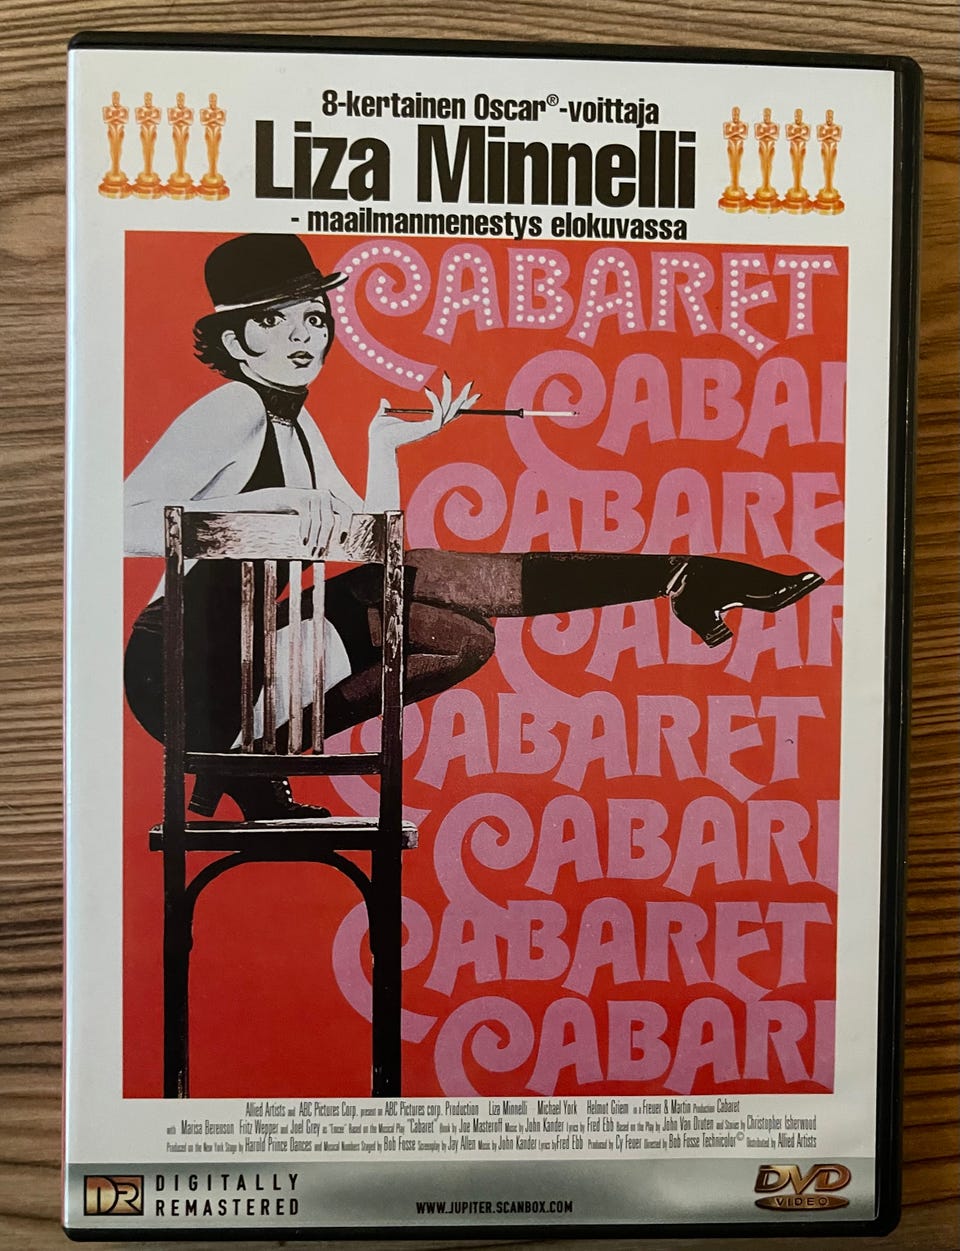 8-kertainen Oscar®-voittaja
Liza Minnelli
- maailmanmenestys elokuvassa
CABARET
CABAI
CABARE
CABAR
CABARET
CABARI
CABARET
CABARI
Allied Artists and ABC Pictures Corp. present an ABC Pictures corp. Production Liza Minnelli Michael York Helmut Griem in a Feuer & Martin Production Cabaret
with Marisa Berenson Fritz Wepper and Joel Grey as "Emcee" Based on the Musical Play "Cabaret" Book by Joe Masteroff Music by John Kander Lyrics by Fred Ebb Based on the Play by John Van Druten and Stories by Christopher Isherwood
Produced on the New York Stage by Harold Prince Dances and Musical Numbers Staged by Bob Fosse Screenplay by Jay Allen Music by John Kander Lyrics by Fred Ebb Produced by Cy Feuer Directed by Bob Fosse Technicolor® Distributed by Allied Artists
DR DIGITALLY
REMASTERED
WWW.JUPITER.SCANBOX.COM
DVD
VIDEO